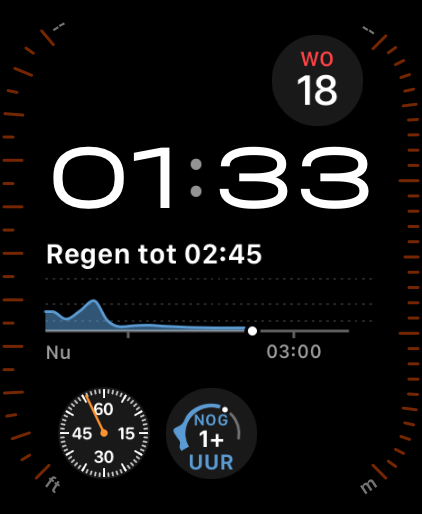 --
--
WO
18
01:33
Regen tot 02:45
Nu
03:00
60
45 15
30
NOG
1+
UUR
ft
m